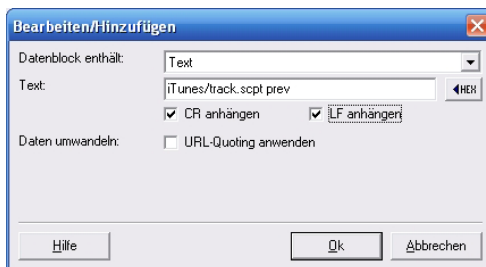 Bearbeiten/Hinzufügen
Datenblock enthält: Text
Text: iTunes/track.scpt prev HEX
CR anhängen LF anhängen
Daten umwandeln: URL-Quoting anwenden
Hilfe Ok Abbrechen